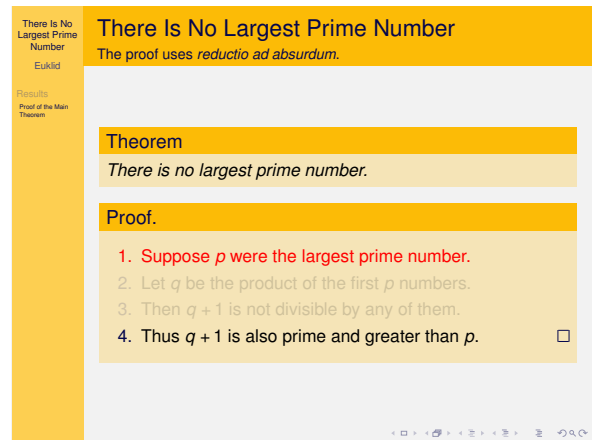 There Is No
Largest Prime
Number
Euklid
Results
Proof of the Main
Theorem
There Is No Largest Prime Number
The proof uses reductio ad absurdum.
Theorem
There is no largest prime number.
Proof.
1. Suppose p were the largest prime number.
2. Let q be the product of the first p numbers.
3. Then q + 1 is not divisible by any of them.
4. Thus q + 1 is also prime and greater than p.